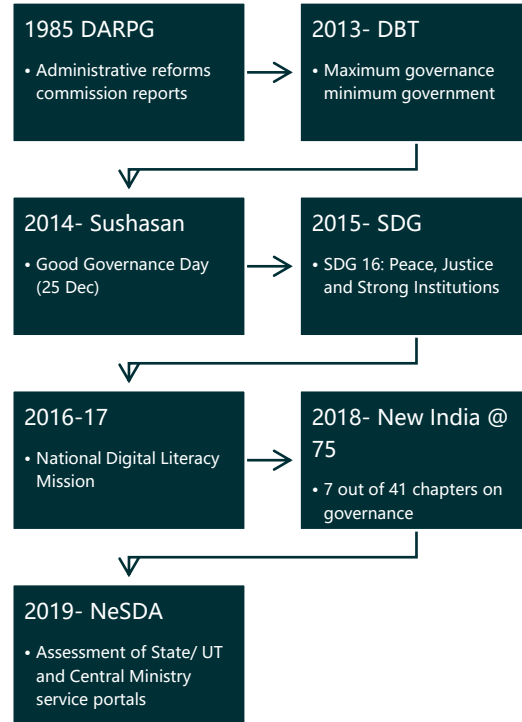 1985 DARPG
• Administrative reforms
commission reports
2013- DBT
• Maximum governance
minimum government
2014- Sushasan
• Good Governance Day
(25 Dec)
2015- SDG
• SDG 16: Peace, Justice
and Strong Institutions
2016-17
• National Digital Literacy
Mission
2018- New India @
75
• 7 out of 41 chapters on
governance
2019- NeSDA
• Assessment of State/ UT
and Central Ministry
service portals